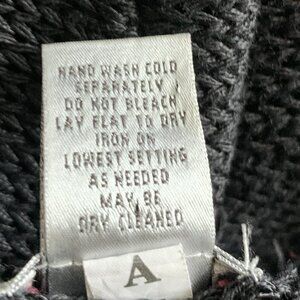 HAND WASH COLD
SEPARATELY
DO NOT BLEACH
LAY FLAT TO DRY
IRON ON
LOWEST SETTING
AS NEEDED
MAY BE
DRY CLEANED
A